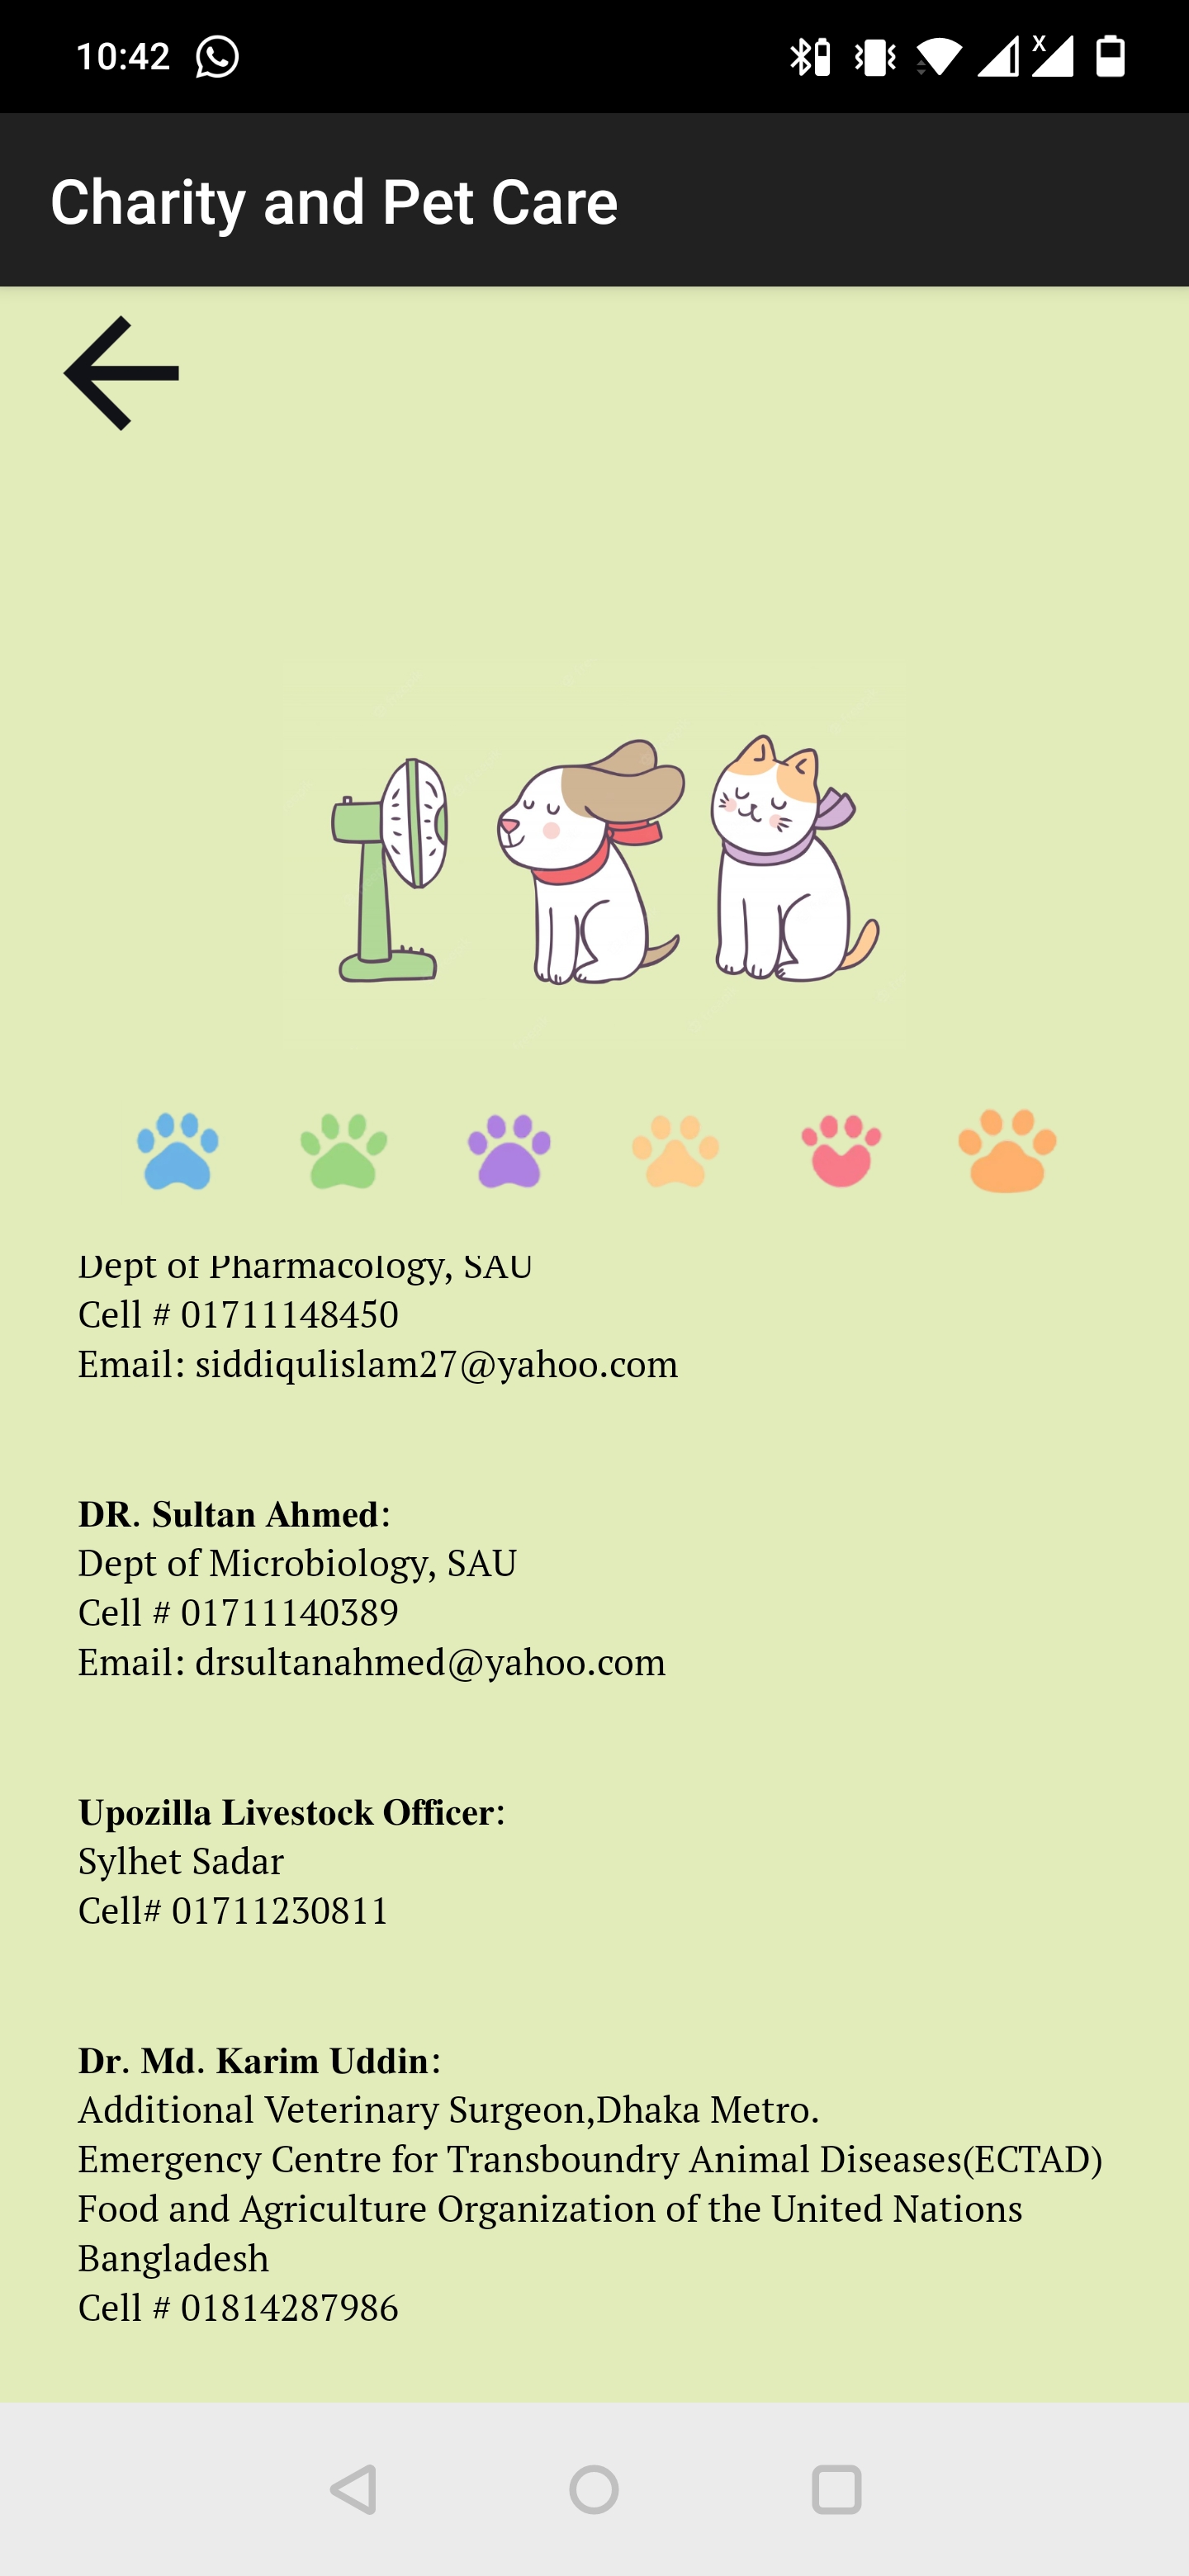 10:42
Charity and Pet Care
Dept of Pharmacology, SAU
Cell # 01711148450
Email: siddiqulislam27@yahoo.com
DR. Sultan Ahmed:
Dept of Microbiology, SAU
Cell # 01711140389
Email: drsultanahmed@yahoo.com
Upozilla Livestock Officer:
Sylhet Sadar
Cell# 01711230811
Dr. Md. Karim Uddin:
Additional Veterinary Surgeon,Dhaka Metro.
Emergency Centre for Transboundry Animal Diseases(ECTAD)
Food and Agriculture Organization of the United Nations
Bangladesh
Cell # 01814287986